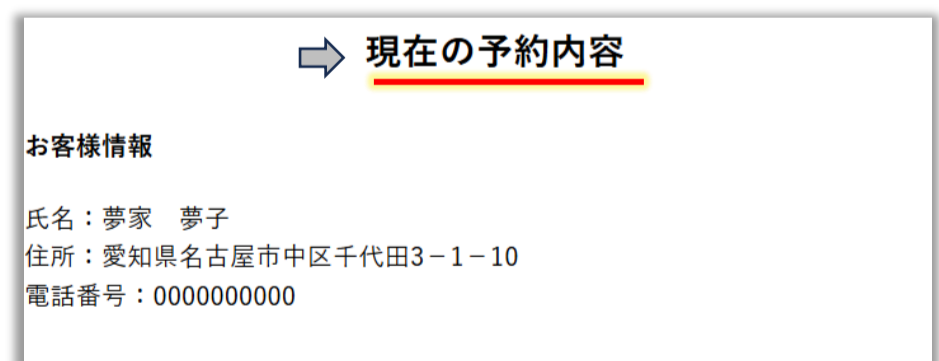 現在の予約内容
お客様情報
氏名：夢家　夢子
住所：愛知県名古屋市中区千代田3－1－10
電話番号：0000000000